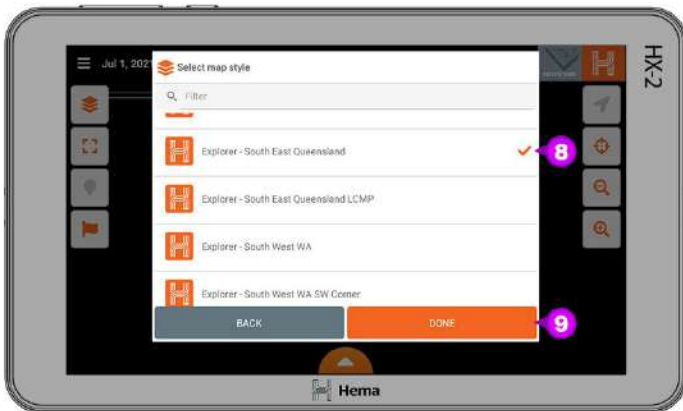 Jul 1, 2021
Select map style
Filter
Explorer - South East Queensland
8
Explorer - South East Queensland LCMP
Explorer - South West WA
Explorer - South West WA SW Corner
BACK
DONE
9
Hema
HX-2